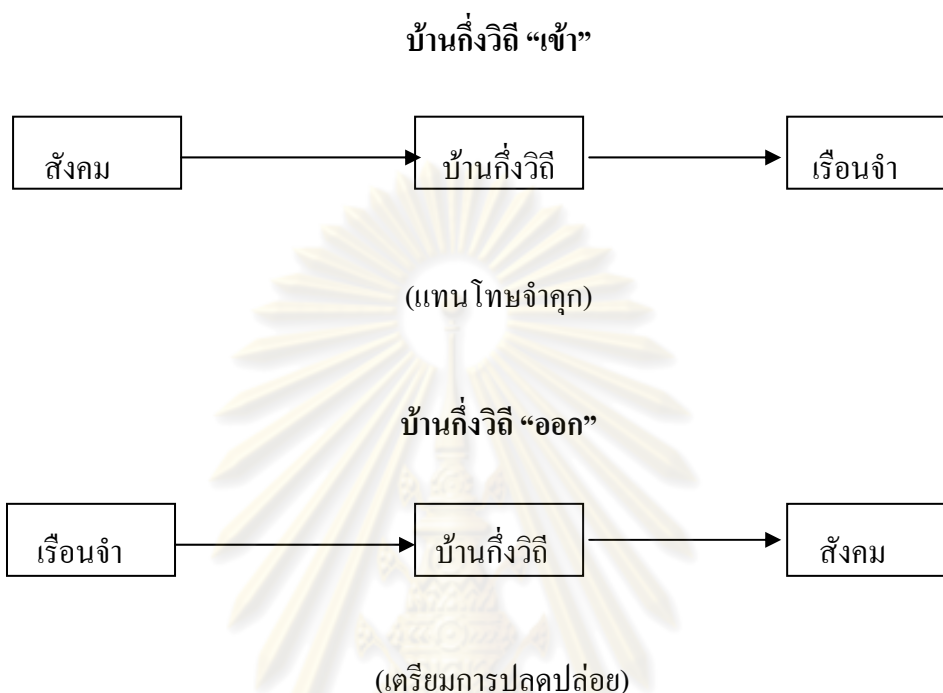 บ้านกึ่งวิถี “เข้า”
สังคม บ้านกึ่งวิถี เรือนจำ
(แทนโทษจำคุก)
บ้านกึ่งวิถี “ออก”
เรือนจำ บ้านกึ่งวิถี สังคม
(เตรียมการปลดปล่อย)